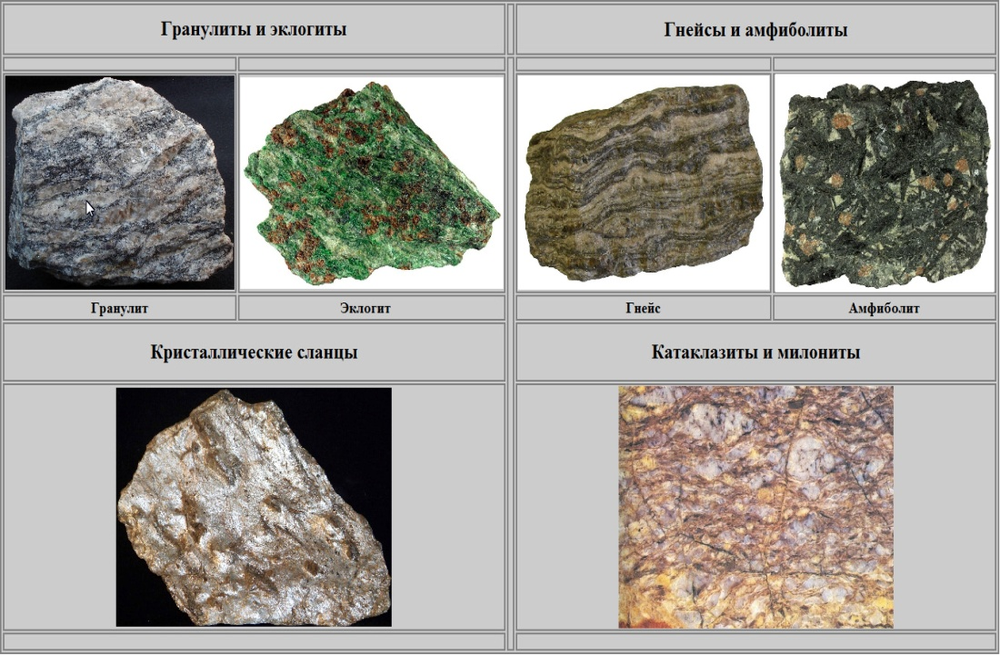 Гранулиты и эклогиты
Гнейсы и амфиболиты
Гранулит
Эклогит
Гнейс
Амфиболит
Кристаллические сланцы
Катаклазиты и милониты